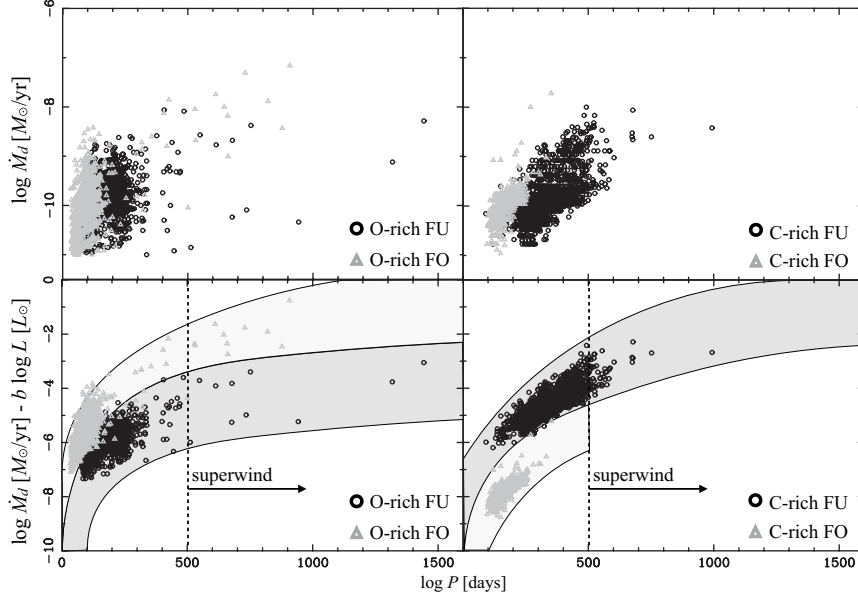 -6
-8
-10
log Ṁd [M⊙/yr]
O-rich FU
O-rich FO
C-rich FU
C-rich FO
0
-2
-4
-6
-8
-10
log Ṁd [M⊙/yr] - b log L [L⊙]
superwind
O-rich FU
O-rich FO
superwind
C-rich FU
C-rich FO
0 500 1000 1500 500 1000 1500
log P [days]